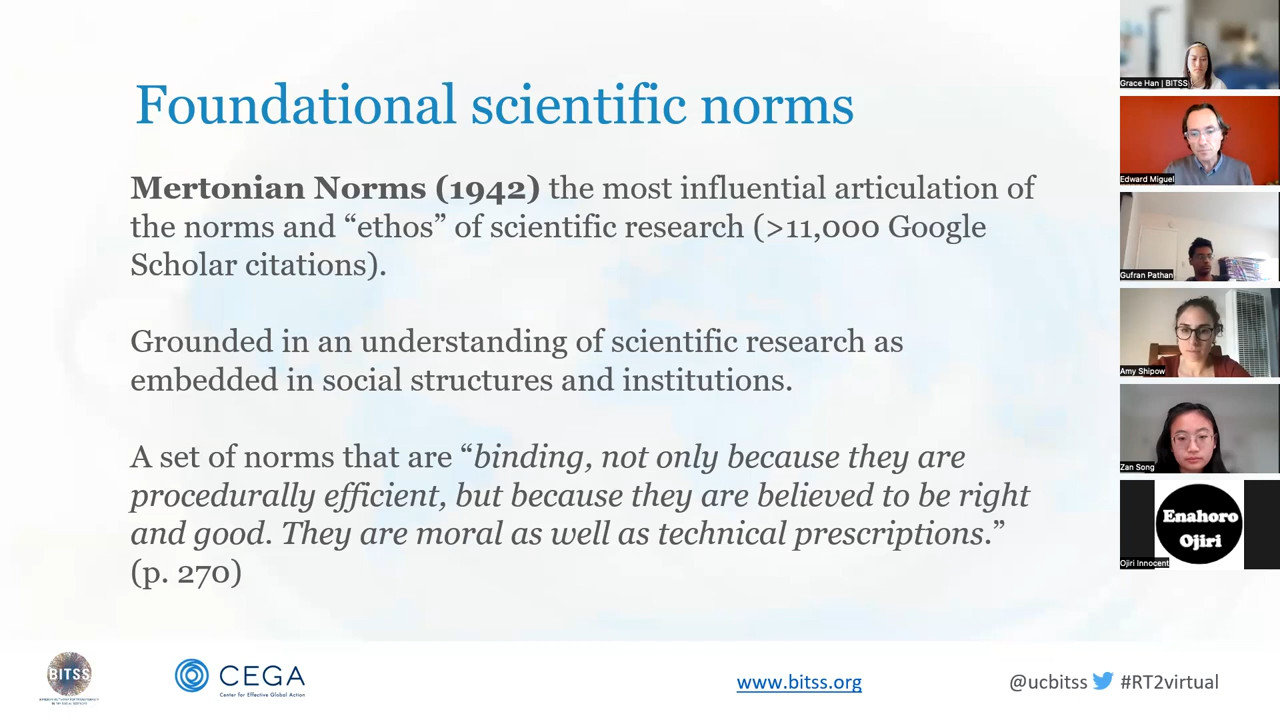 Foundational scientific norms
Mertonian Norms (1942) the most influential articulation of
the norms and “ethos” of scientific research (>11,000 Google
Scholar citations).
Grounded in an understanding of scientific research as
embedded in social structures and institutions.
A set of norms that are “binding, not only because they are
procedurally efficient, but because they are believed to be right
and good. They are moral as well as technical prescriptions.”
(p. 270)
BITSS
CEGA
Center for Effective Global Action
www.bitss.org
@ucbitss #RT2virtual
Grace Han | BITSS
Edward Miguel
Gufran Pathan
Amy Shipow
Zan Song
Enahoro
Ojiri
Ojiri Innocent